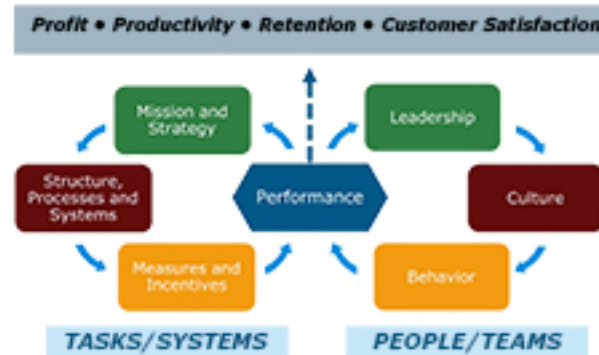 Profit • Productivity • Retention • Customer Satisfaction
Mission and
Strategy
Leadership
Structure,
Processes and
Systems
Performance
Culture
Measures and
Incentives
Behavior
TASKS/SYSTEMS
PEOPLE/TEAMS